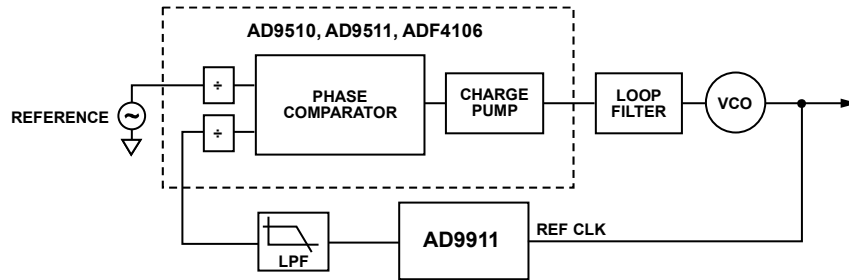 AD9510, AD9511, ADF4106
÷
PHASE
COMPARATOR
CHARGE
PUMP
LOOP
FILTER
VCO
REFERENCE
~
÷
LPF
AD9911
REF CLK